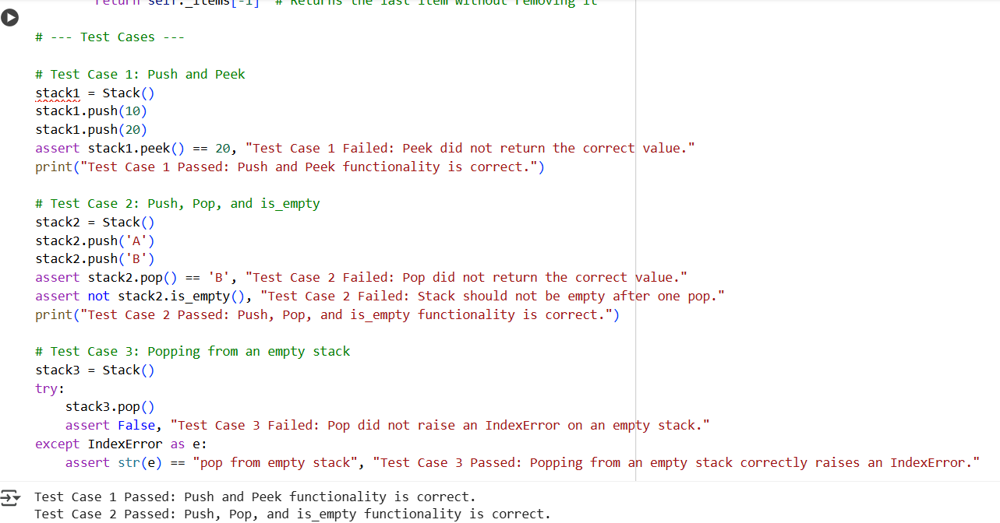 return self._items[-1]  # Returns the last item without removing it
# --- Test Cases ---
# Test Case 1: Push and Peek
stack1 = Stack()
stack1.push(10)
stack1.push(20)
assert stack1.peek() == 20, "Test Case 1 Failed: Peek did not return the correct value."
print("Test Case 1 Passed: Push and Peek functionality is correct.")
# Test Case 2: Push, Pop, and is_empty
stack2 = Stack()
stack2.push('A')
stack2.push('B')
assert stack2.pop() == 'B', "Test Case 2 Failed: Pop did not return the correct value."
assert not stack2.is_empty(), "Test Case 2 Failed: Stack should not be empty after one pop."
print("Test Case 2 Passed: Push, Pop, and is_empty functionality is correct.")
# Test Case 3: Popping from an empty stack
stack3 = Stack()
try:
    stack3.pop()
    assert False, "Test Case 3 Failed: Pop did not raise an IndexError on an empty stack."
except IndexError as e:
    assert str(e) == "pop from empty stack", "Test Case 3 Passed: Popping from an empty stack correctly raises an IndexError."
Test Case 1 Passed: Push and Peek functionality is correct.
Test Case 2 Passed: Push, Pop, and is_empty functionality is correct.